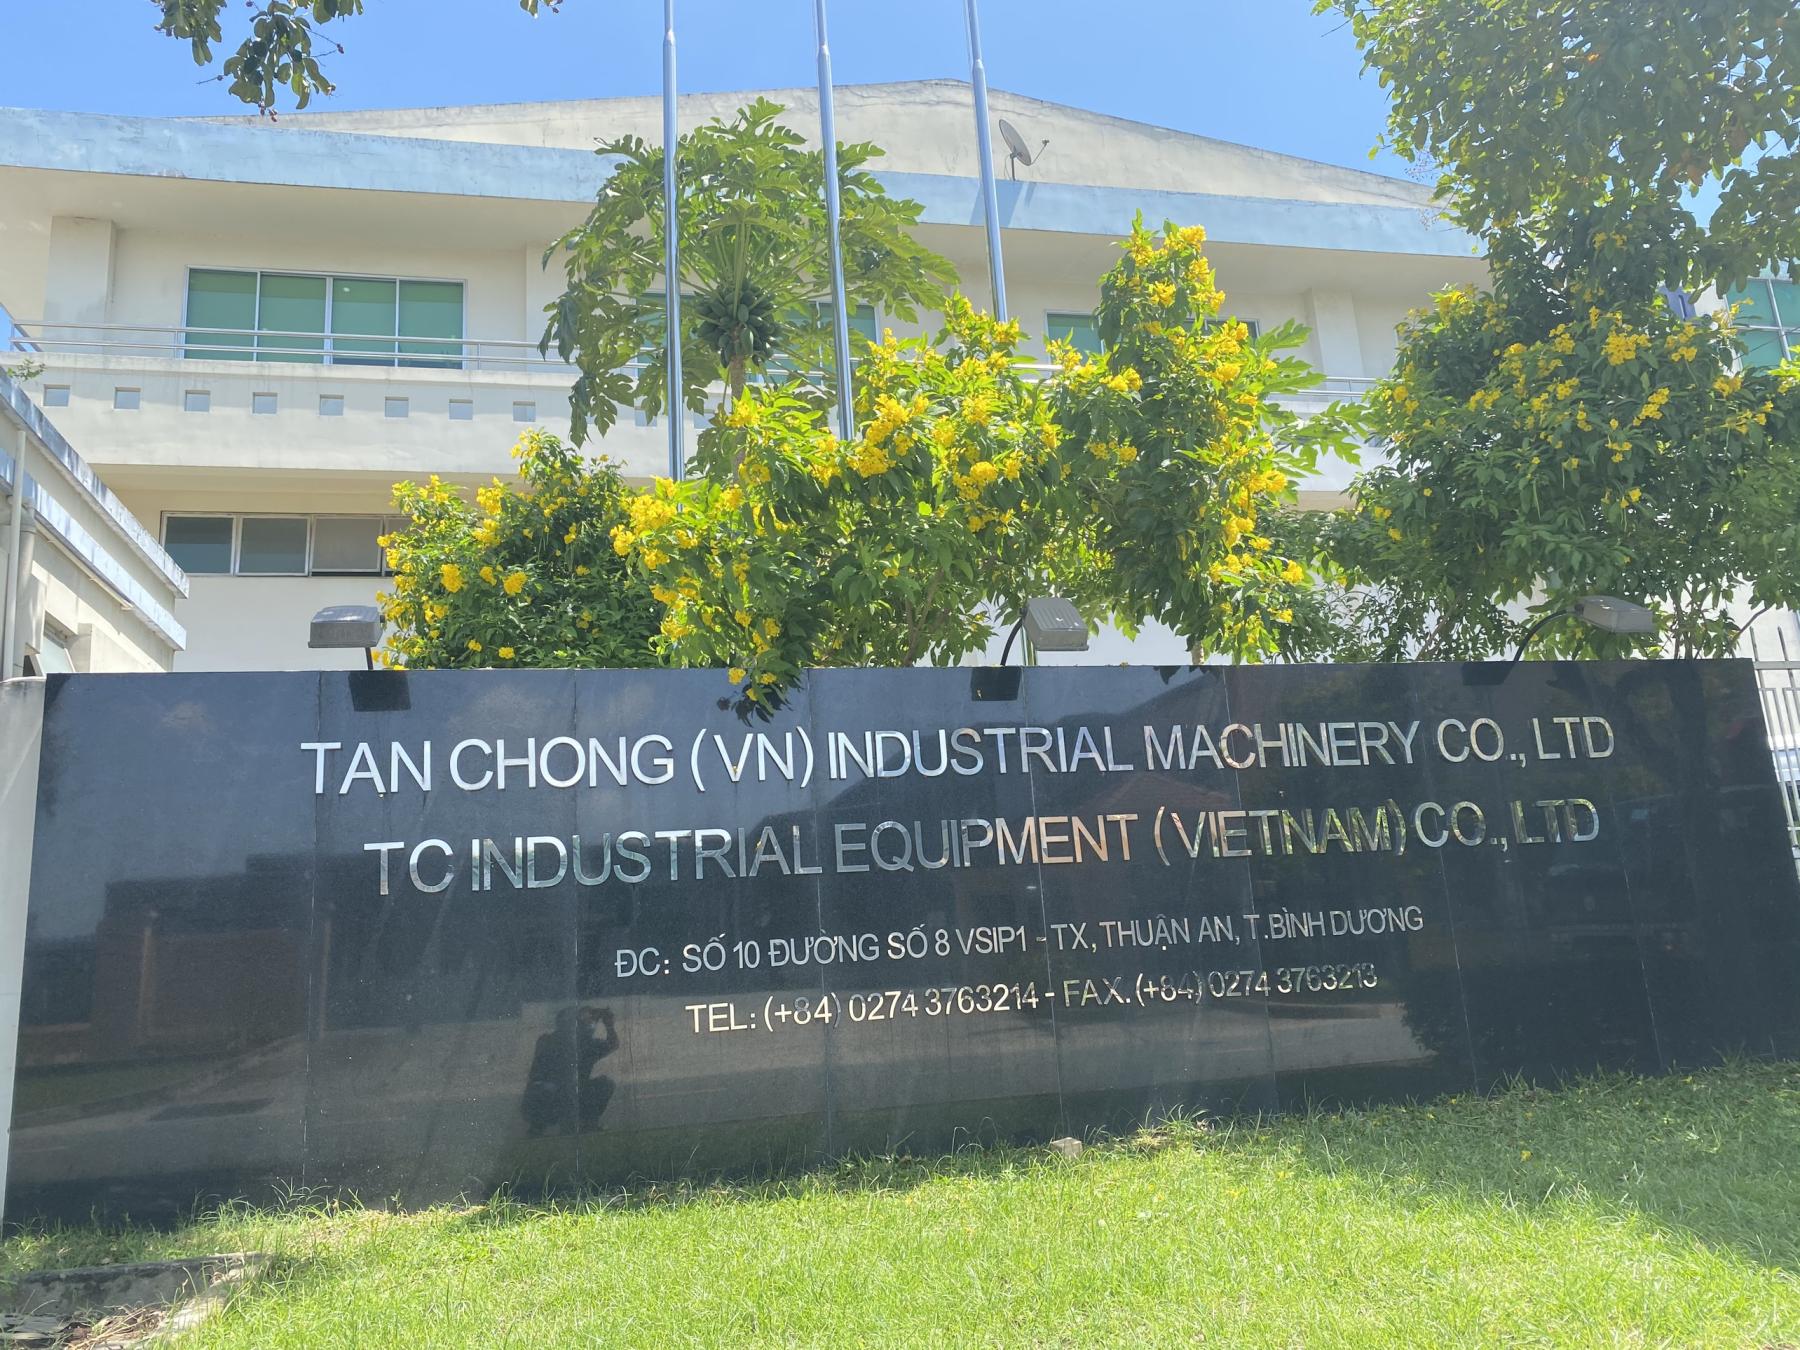 TAN CHONG (VN) INDUSTRIAL MACHINERY CO., LTD
TC INDUSTRIAL EQUIPMENT (VIETNAM) CO., LTD
ĐC: SỐ 10 ĐƯỜNG SỐ 8 VSIP1 - TX, THUẬN AN, T.BÌNH DƯƠNG
TEL: (+84) 0274 3763214 - FAX. (+84) 0274 3763213